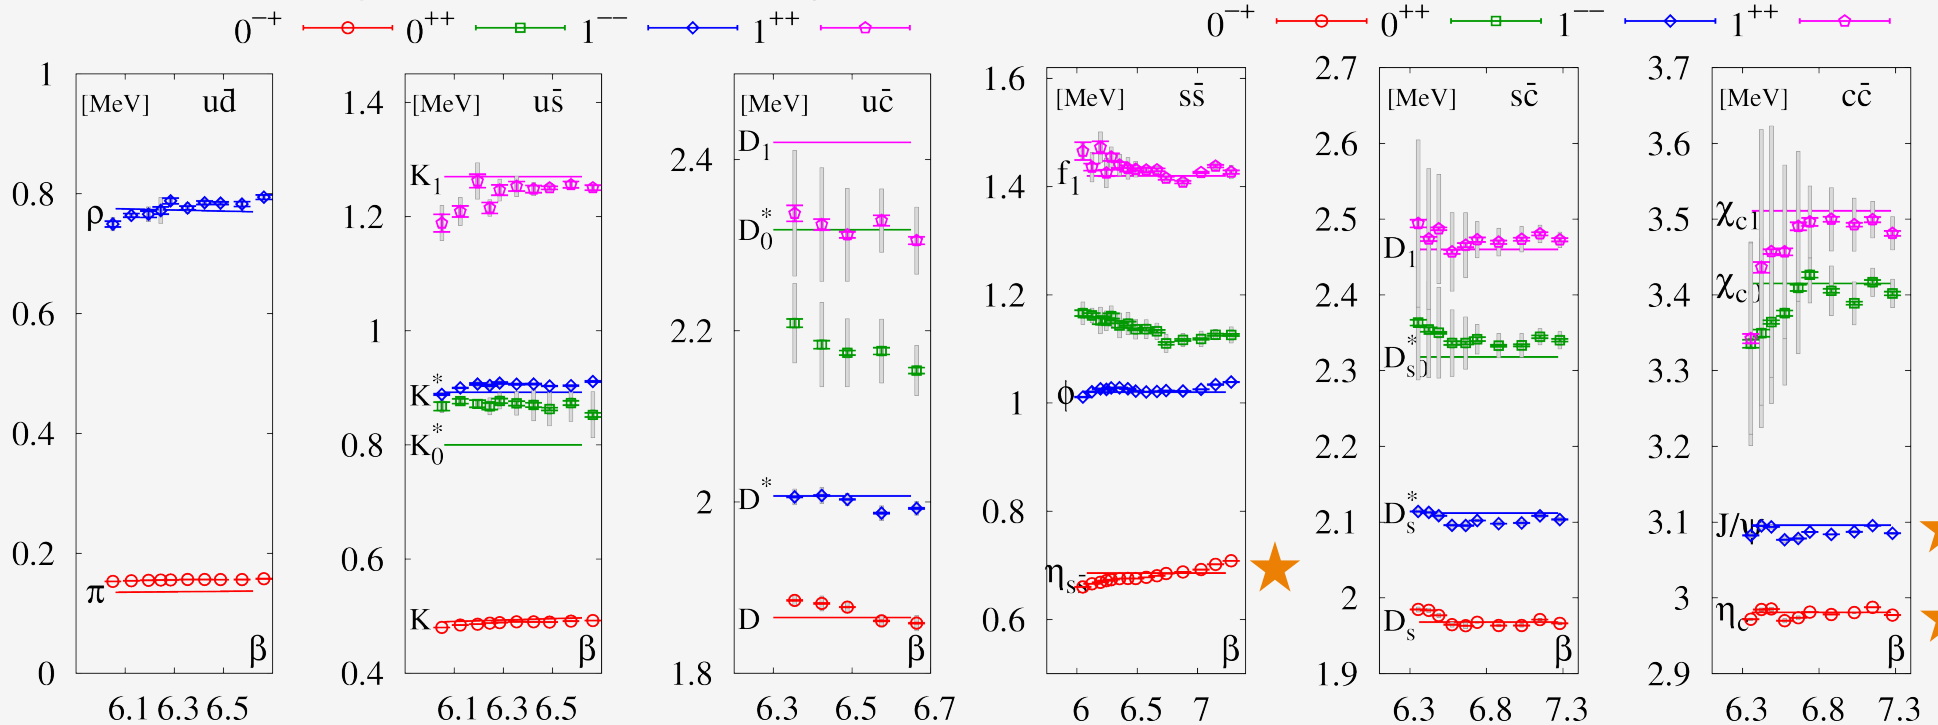 0⁻⁺ 0⁺⁺ 1⁻⁻ 1⁺⁺
0⁻⁺ 0⁺⁺ 1⁻⁻ 1⁺⁺
[MeV] ud̄
1
0.8
0.6
0.4
0.2
0
ρ
π
β
6.1 6.3 6.5
[MeV] us̄
1.4
1.2
1
0.8
0.6
0.4
K₁
K*
K₀*
K
β
6.1 6.3 6.5
[MeV] uc̄
2.4
2.2
2
1.8
D₁
D₀*
D*
D
β
6.3 6.5 6.7
[MeV] ss̄
1.6
1.4
1.2
1
0.8
0.6
f₁
ϕ
ηₛs̄
β
6 6.5 7
[MeV] sc̄
2.7
2.6
2.5
2.4
2.3
2.2
2.1
2
1.9
D₁
Dₛ₀*
Dₛ*
Dₛ
β
6.3 6.8 7.3
[MeV] cc̄
3.7
3.6
3.5
3.4
3.3
3.2
3.1
3
2.9
χc1
χc0
J/ψ
ηc
β
6.3 6.8 7.3